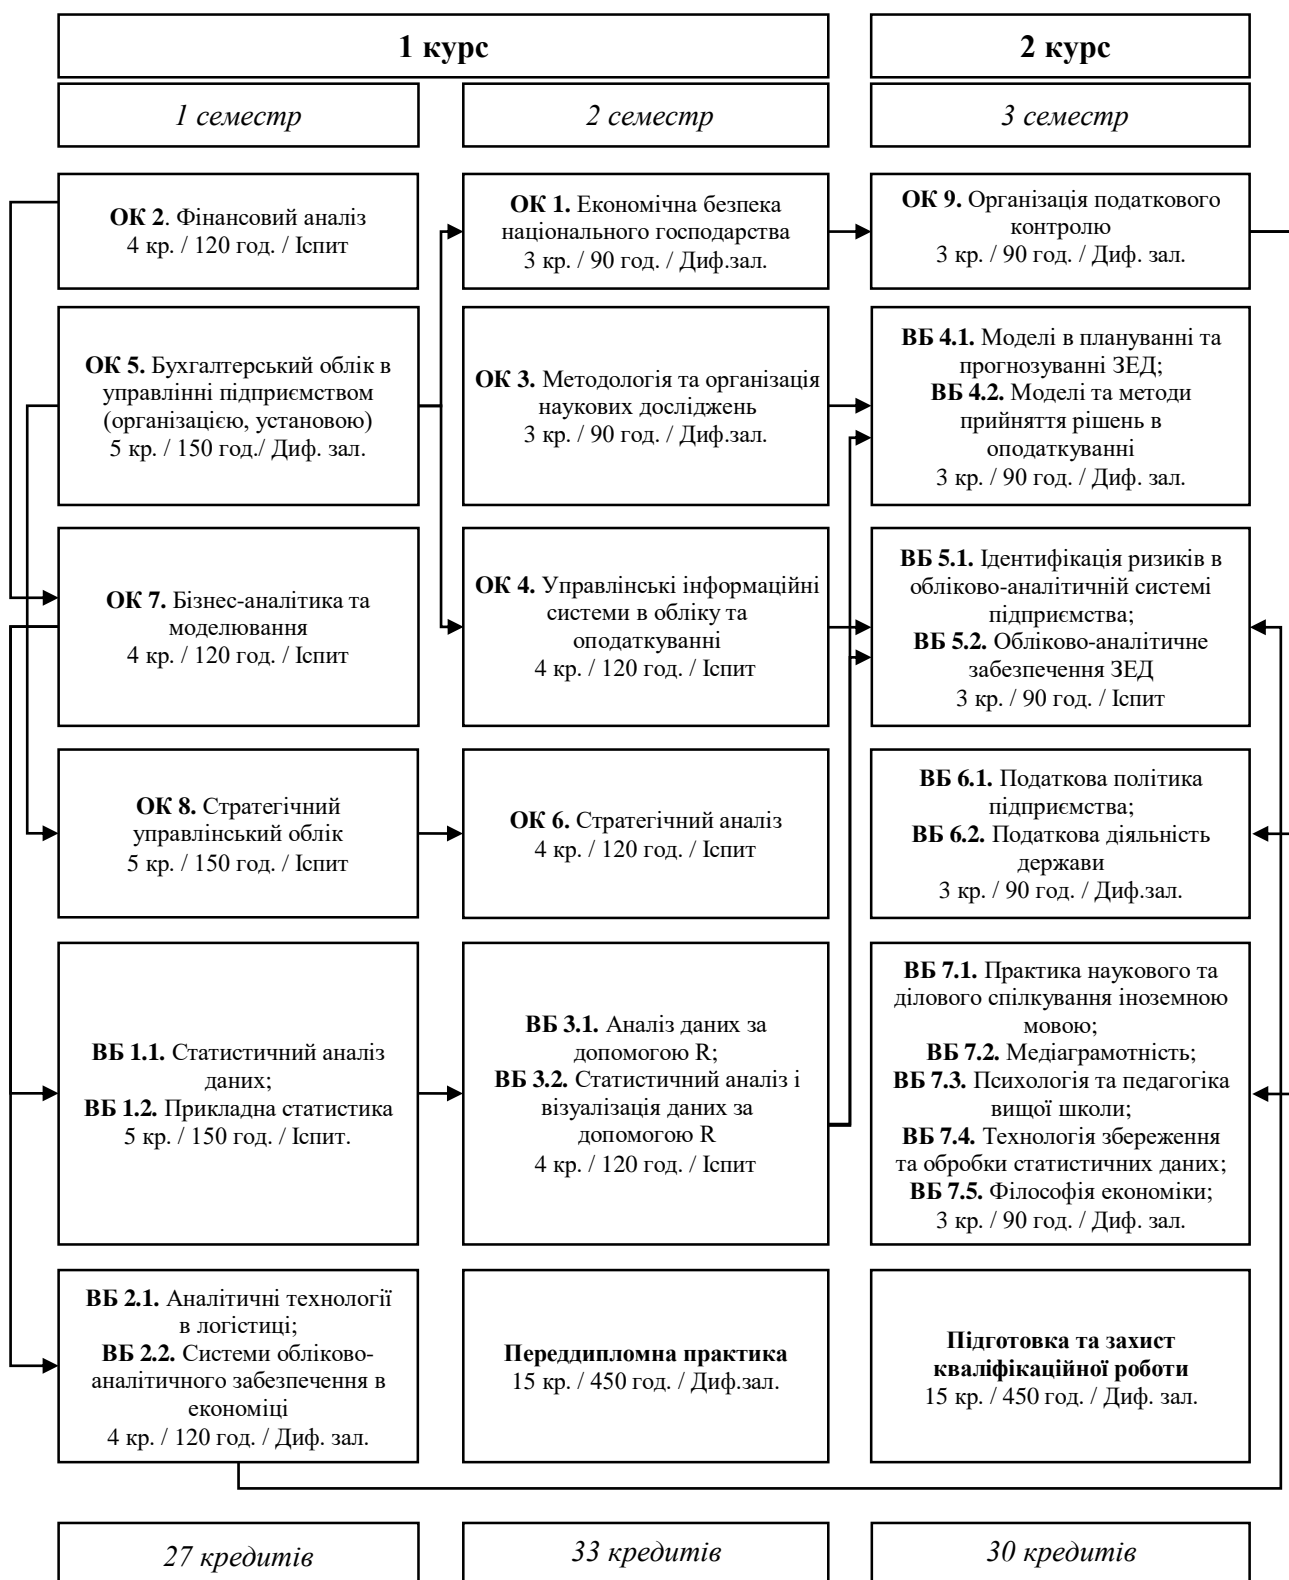 1 курс
2 курс
1 семестр
2 семестр
3 семестр
ОК 2. Фінансовий аналіз
4 кр. / 120 год. / Іспит
ОК 1. Економічна безпека
національного господарства
3 кр. / 90 год. / Диф.зал.
ОК 9. Організація податкового
контролю
3 кр. / 90 год. / Диф. зал.
ОК 5. Бухгалтерський облік в
управлінні підприємством
(організацією, установою)
5 кр. / 150 год./ Диф. зал.
ОК 3. Методологія та організація
наукових досліджень
3 кр. / 90 год. / Диф.зал.
ВБ 4.1. Моделі в плануванні та
прогнозуванні ЗЕД;
ВБ 4.2. Моделі та методи
прийняття рішень в
оподаткуванні
3 кр. / 90 год. / Диф. зал.
ОК 7. Бізнес-аналітика та
моделювання
4 кр. / 120 год. / Іспит
ОК 4. Управлінські інформаційні
системи в обліку та
оподаткуванні
4 кр. / 120 год. / Іспит
ВБ 5.1. Ідентифікація ризиків в
обліково-аналітичній системі
підприємства;
ВБ 5.2. Обліково-аналітичне
забезпечення ЗЕД
3 кр. / 90 год. / Іспит
ОК 8. Стратегічний
управлінський облік
5 кр. / 150 год. / Іспит
ОК 6. Стратегічний аналіз
4 кр. / 120 год. / Іспит
ВБ 6.1. Податкова політика
підприємства;
ВБ 6.2. Податкова діяльність
держави
3 кр. / 90 год. / Диф.зал.
ВБ 1.1. Статистичний аналіз
даних;
ВБ 1.2. Прикладна статистика
5 кр. / 150 год. / Іспит.
ВБ 3.1. Аналіз даних за
допомогою R;
ВБ 3.2. Статистичний аналіз і
візуалізація даних за
допомогою R
4 кр. / 120 год. / Іспит
ВБ 7.1. Практика наукового та
ділового спілкування іноземною
мовою;
ВБ 7.2. Медіаграмотність;
ВБ 7.3. Психологія та педагогіка
вищої школи;
ВБ 7.4. Технологія збереження
та обробки статистичних даних;
ВБ 7.5. Філософія економіки;
3 кр. / 90 год. / Диф. зал.
ВБ 2.1. Аналітичні технології
в логістиці;
ВБ 2.2. Системи обліково-
аналітичного забезпечення в
економіці
4 кр. / 120 год. / Диф. зал.
Переддипломна практика
15 кр. / 450 год. / Диф.зал.
Підготовка та захист
кваліфікаційної роботи
15 кр. / 450 год. / Диф. зал.
27 кредитів
33 кредитів
30 кредитів